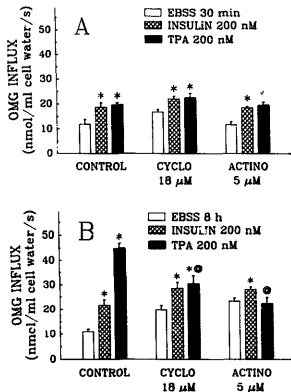 A
EBSS 30 min
INSULIN 200 nM
TPA 200 nM
OMG INFLUX
(nmol/ml cell water/s)
50
40
30
20
10
0
* * * * *
CONTROL CYCLO ACTINO
18 μM 5 μM
B
EBSS 8 h
INSULIN 200 nM
TPA 200 nM
OMG INFLUX
(nmcl/ml cell water/s)
50
40
30
20
10
0
* * * * *
CONTROL CYCLO ACTINO
18 μM 5 μM